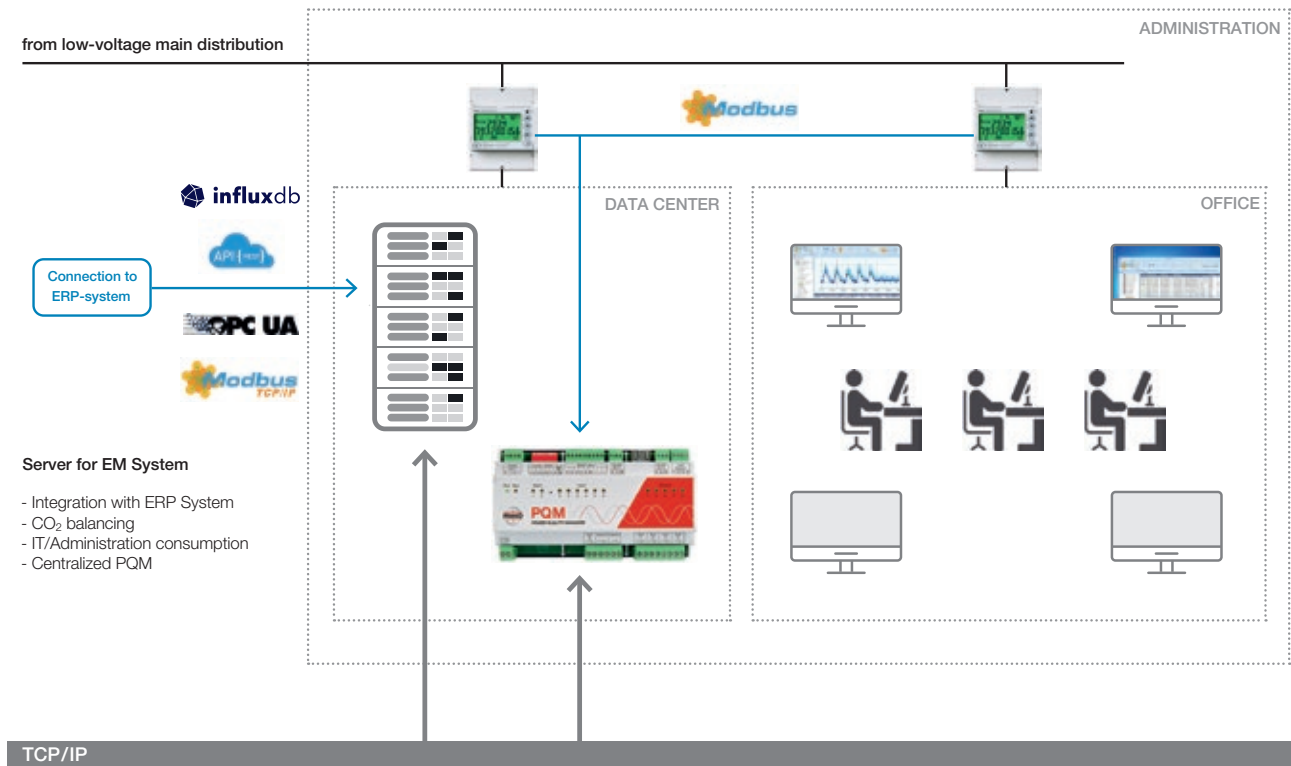 ADMINISTRATION
from low-voltage main distribution
Modbus
influxdb
DATA CENTER
OFFICE
API {REST}
Connection to
ERP-system
OPC UA
Modbus
TCP/IP
Server for EM System
- Integration with ERP System
- CO₂ balancing
- IT/Administration consumption
- Centralized PQM
PQM
TCP/IP